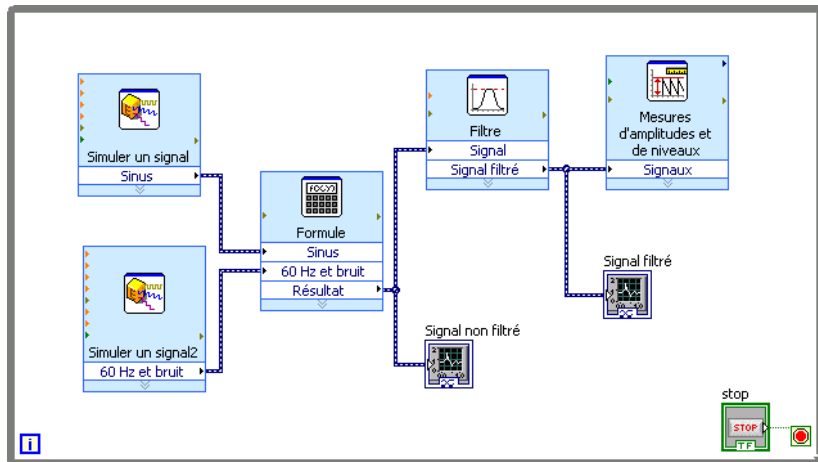 Simuler un signal
Sinus
Simuler un signal2
60 Hz et bruit
F(X,Y)
Formule
Sinus
60 Hz et bruit
Résultat
Filtre
Signal
Signal filtré
Mesures
d'amplitudes et
de niveaux
Signaux
Signal filtré
Signal non filtré
stop
STOP
TF
i